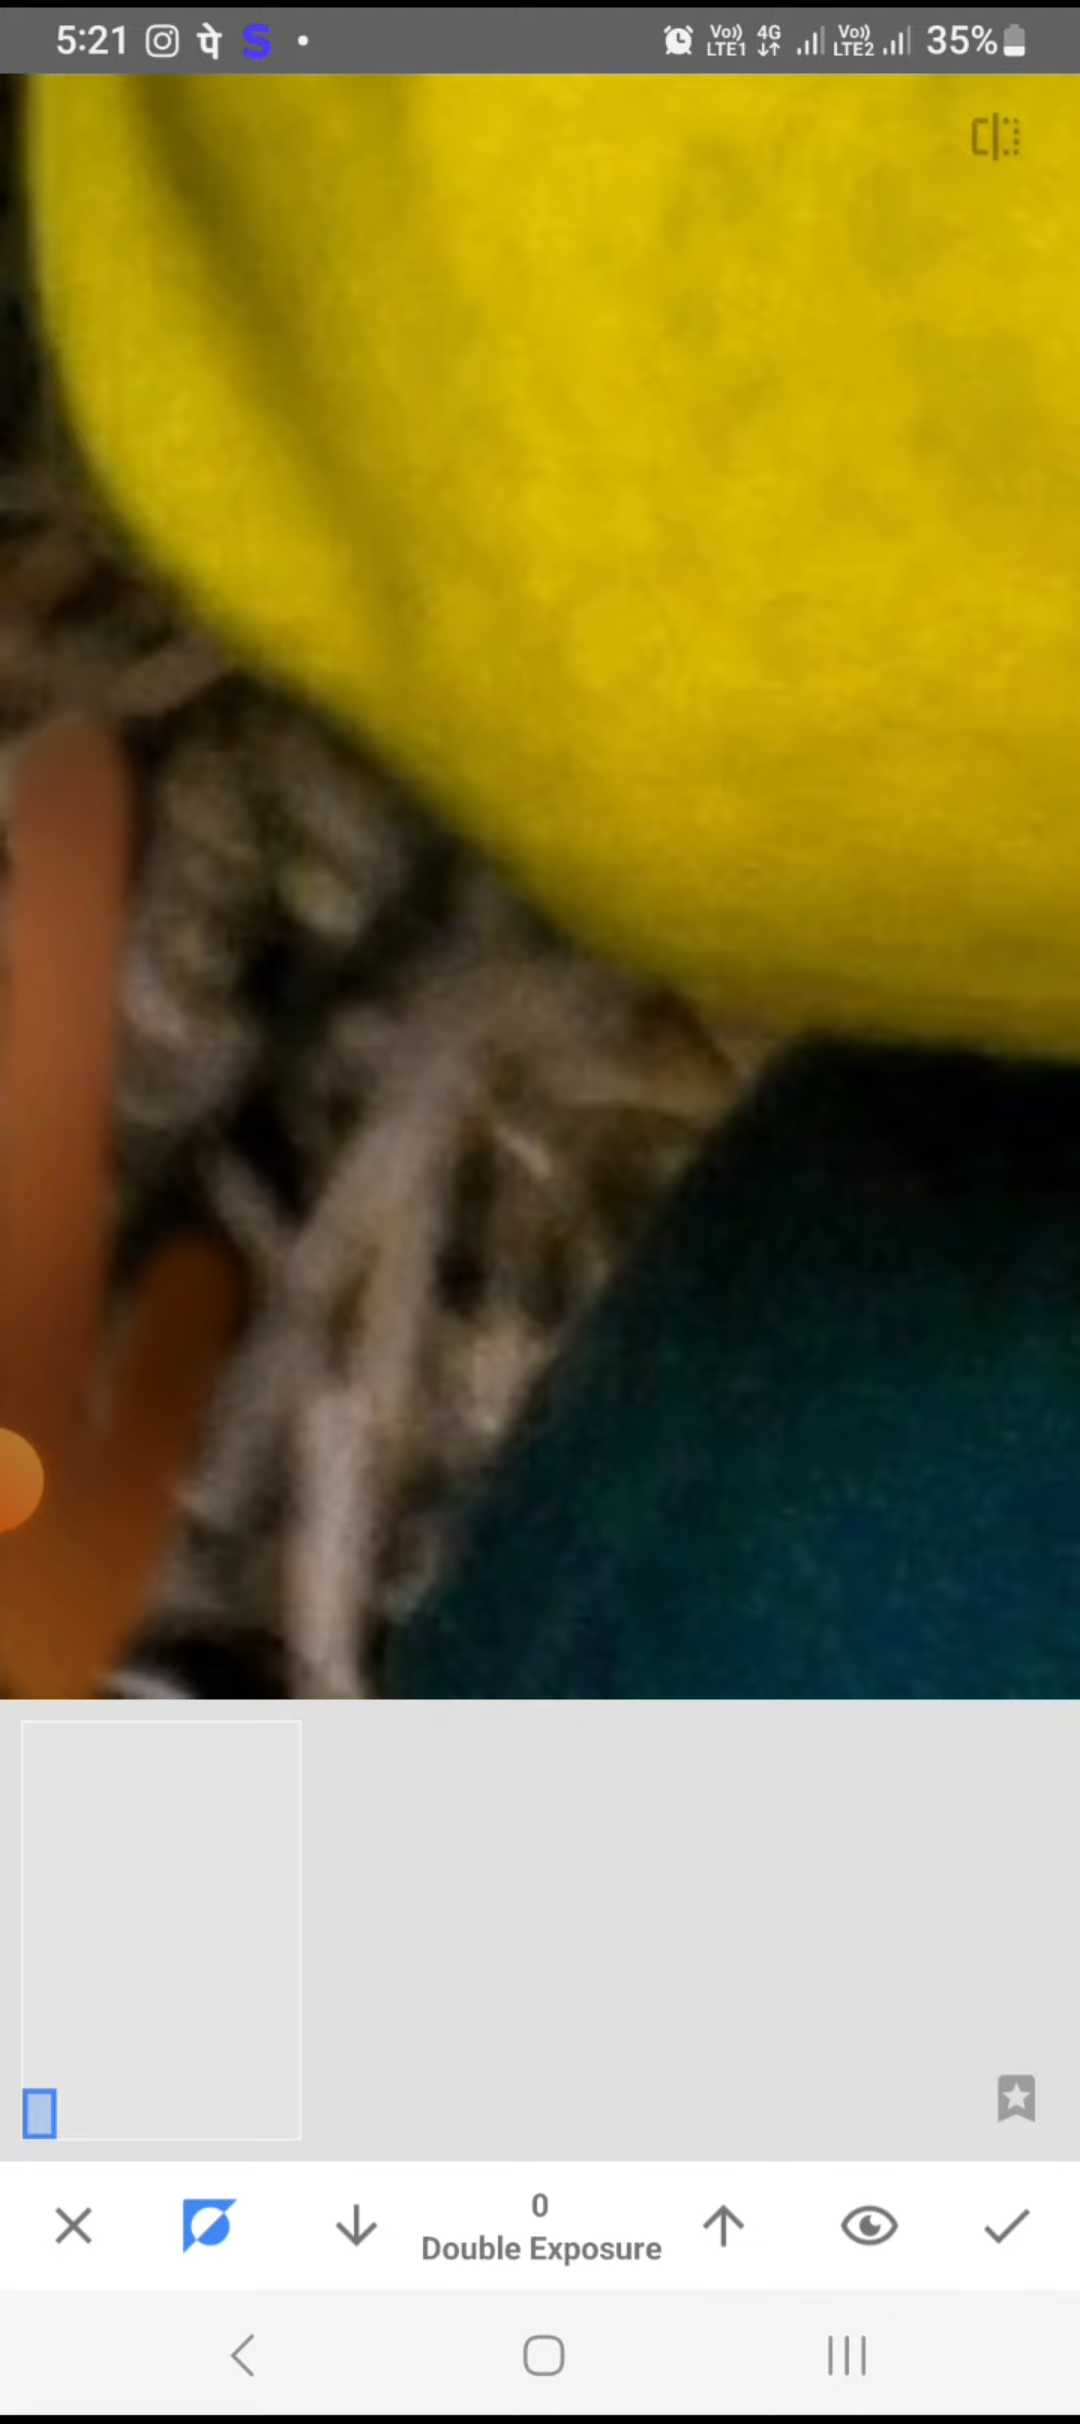 5:21 पे S Vo)) LTE1 4G Vo)) LTE2 35%
0
Double Exposure